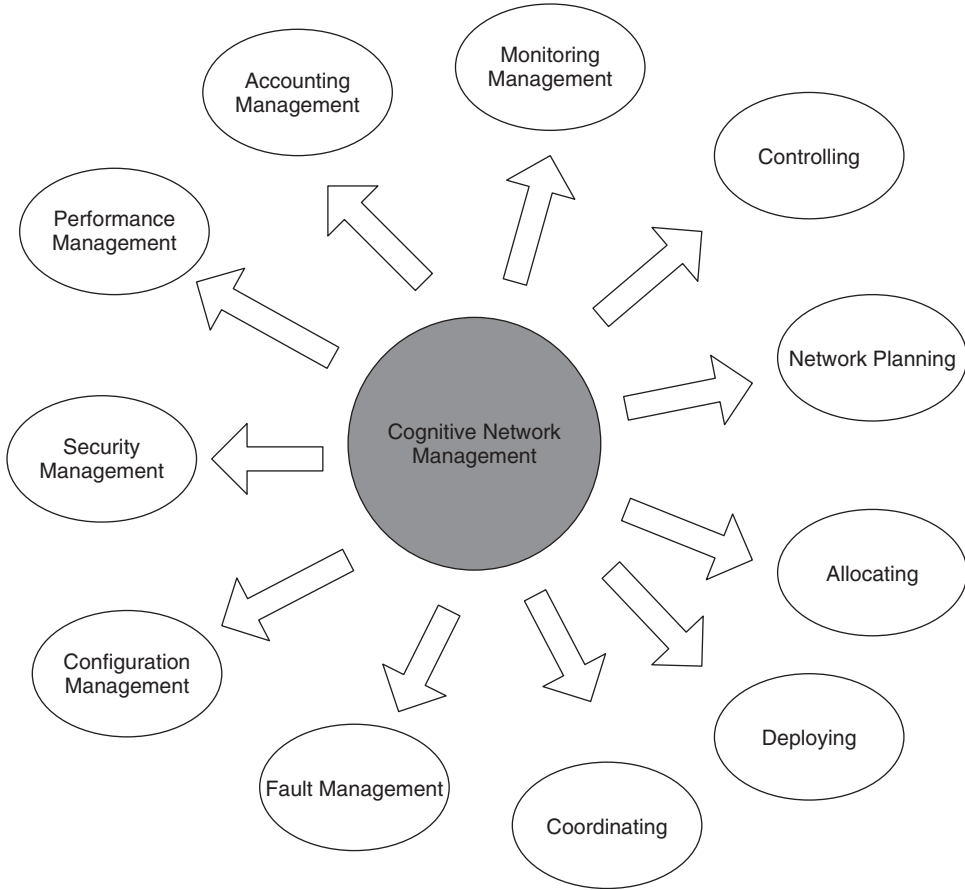 Monitoring
Management
Accounting
Management
Controlling
Performance
Management
Network Planning
Cognitive Network
Management
Security
Management
Allocating
Configuration
Management
Deploying
Fault Management
Coordinating